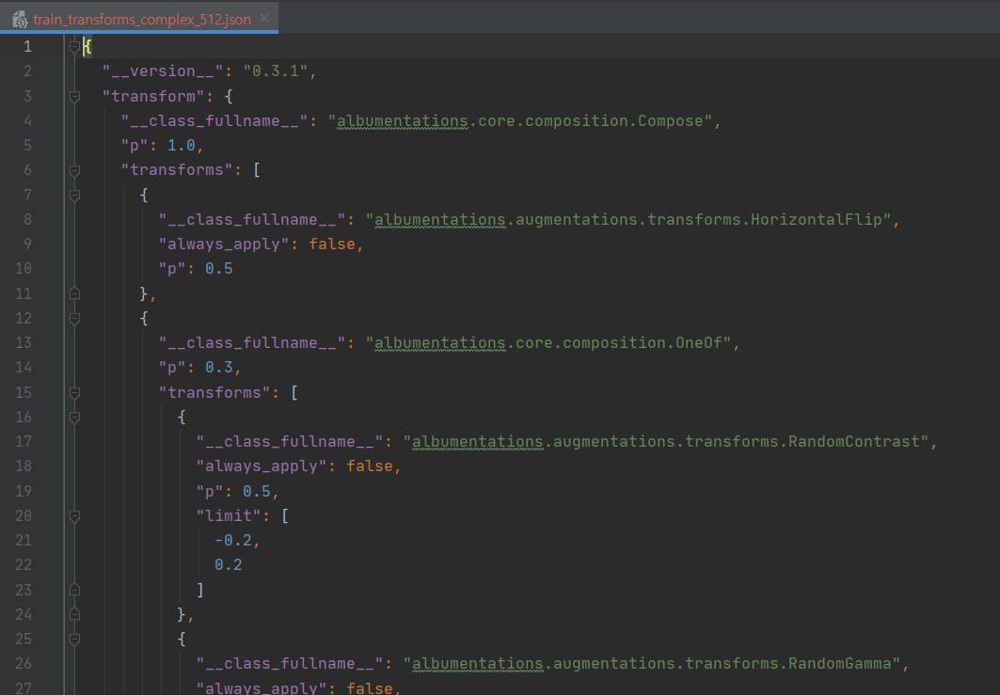 train_transforms_complex_512.json
1 {
2 "__version__": "0.3.1",
3 "transform": {
4 "__class_fullname__": "albumentations.core.composition.Compose",
5 "p": 1.0,
6 "transforms": [
7 {
8 "__class_fullname__": "albumentations.augmentations.transforms.HorizontalFlip",
9 "always_apply": false,
10 "p": 0.5
11 },
12 {
13 "__class_fullname__": "albumentations.core.composition.OneOf",
14 "p": 0.3,
15 "transforms": [
16 {
17 "__class_fullname__": "albumentations.augmentations.transforms.RandomContrast",
18 "always_apply": false,
19 "p": 0.5,
20 "limit": [
21 -0.2,
22 0.2
23 ]
24 },
25 {
26 "__class_fullname__": "albumentations.augmentations.transforms.RandomGamma",
27 "always_apply": false,